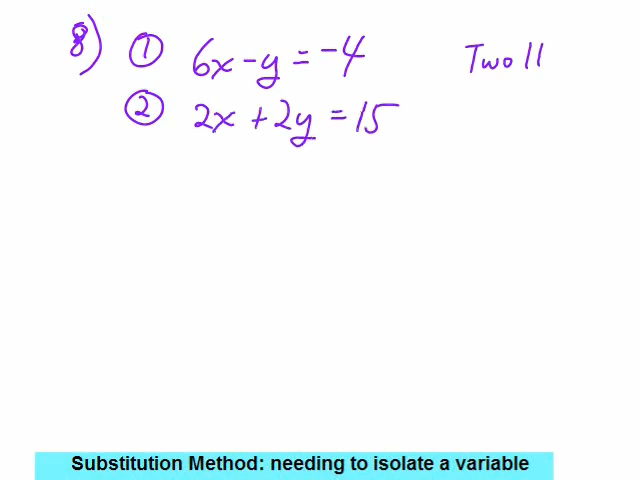 8) ① 6x - y = -4 Two ll
② 2x + 2y = 15
Substitution Method: needing to isolate a variable